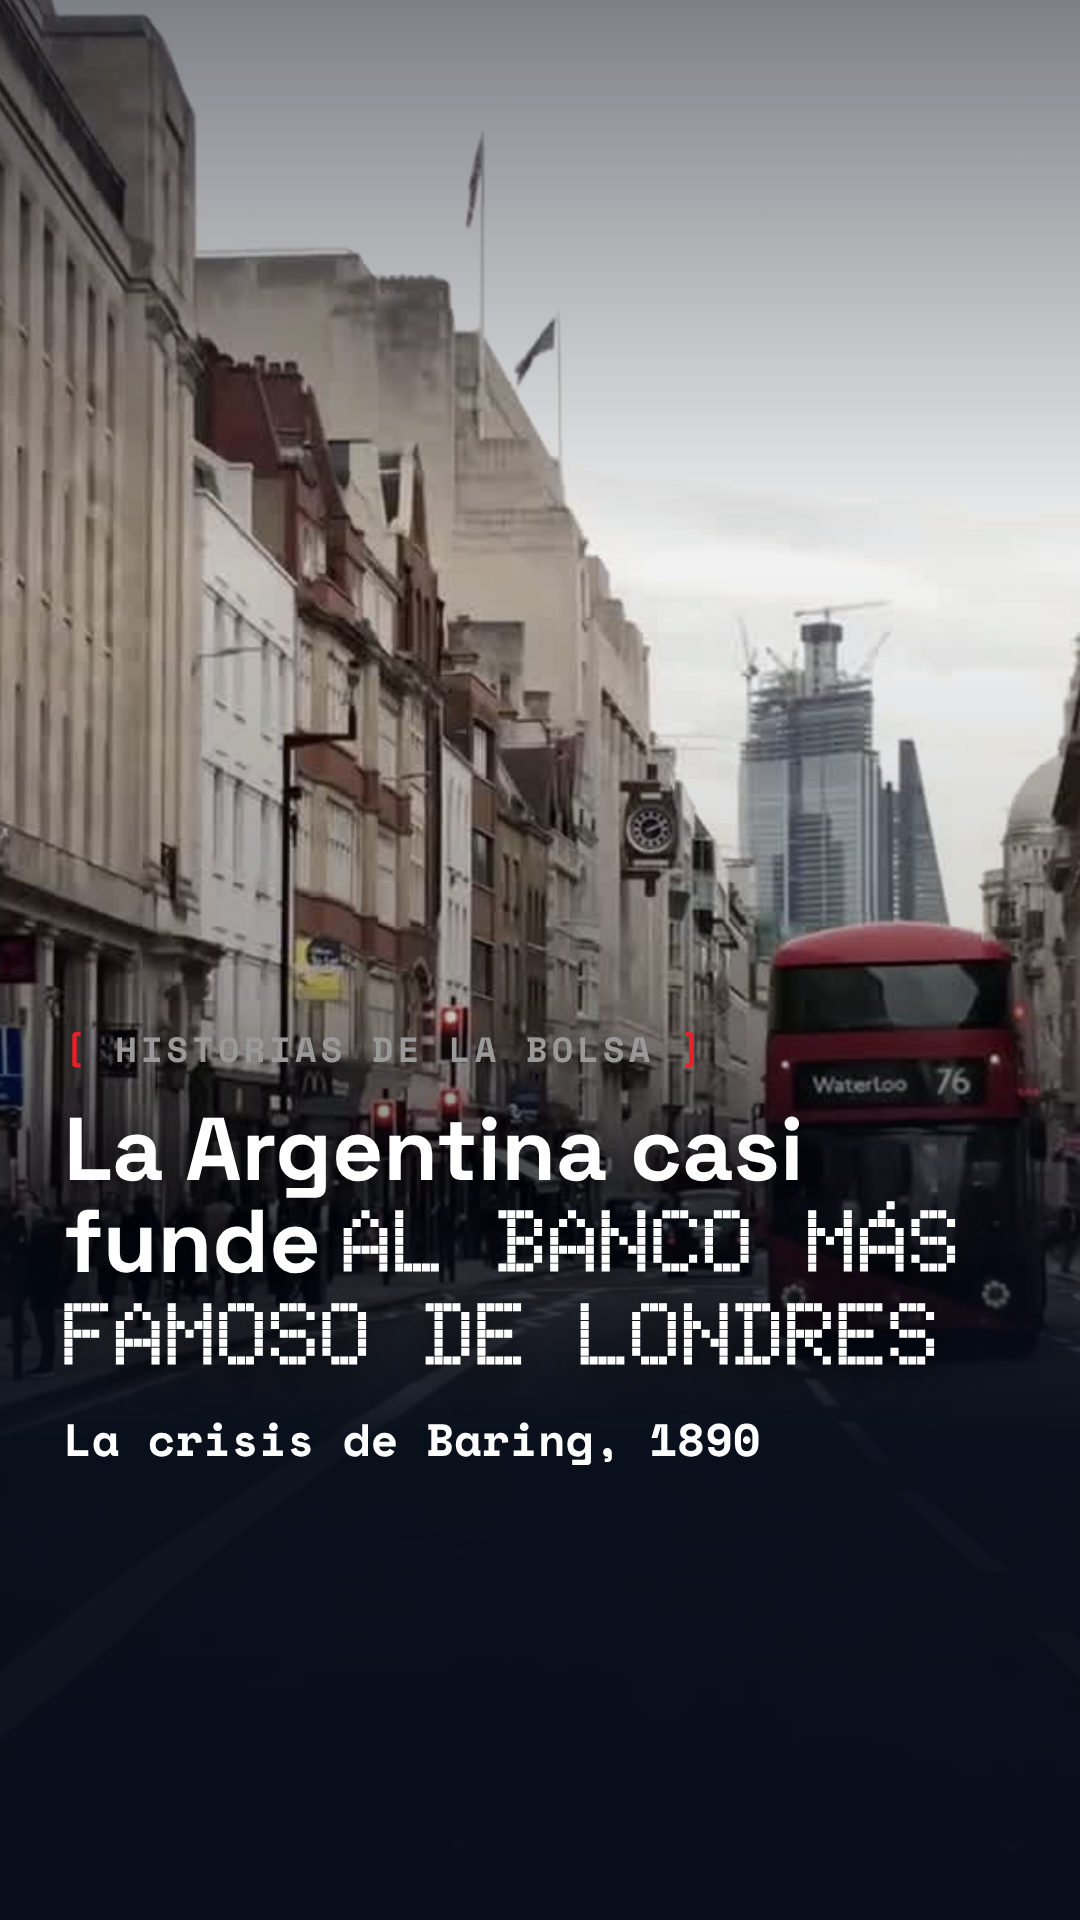 [ HISTORIAS DE LA BOLSA ]
La Argentina casi
funde AL BANCO MÁS
FAMOSO DE LONDRES
La crisis de Baring, 1890
Waterloo 76